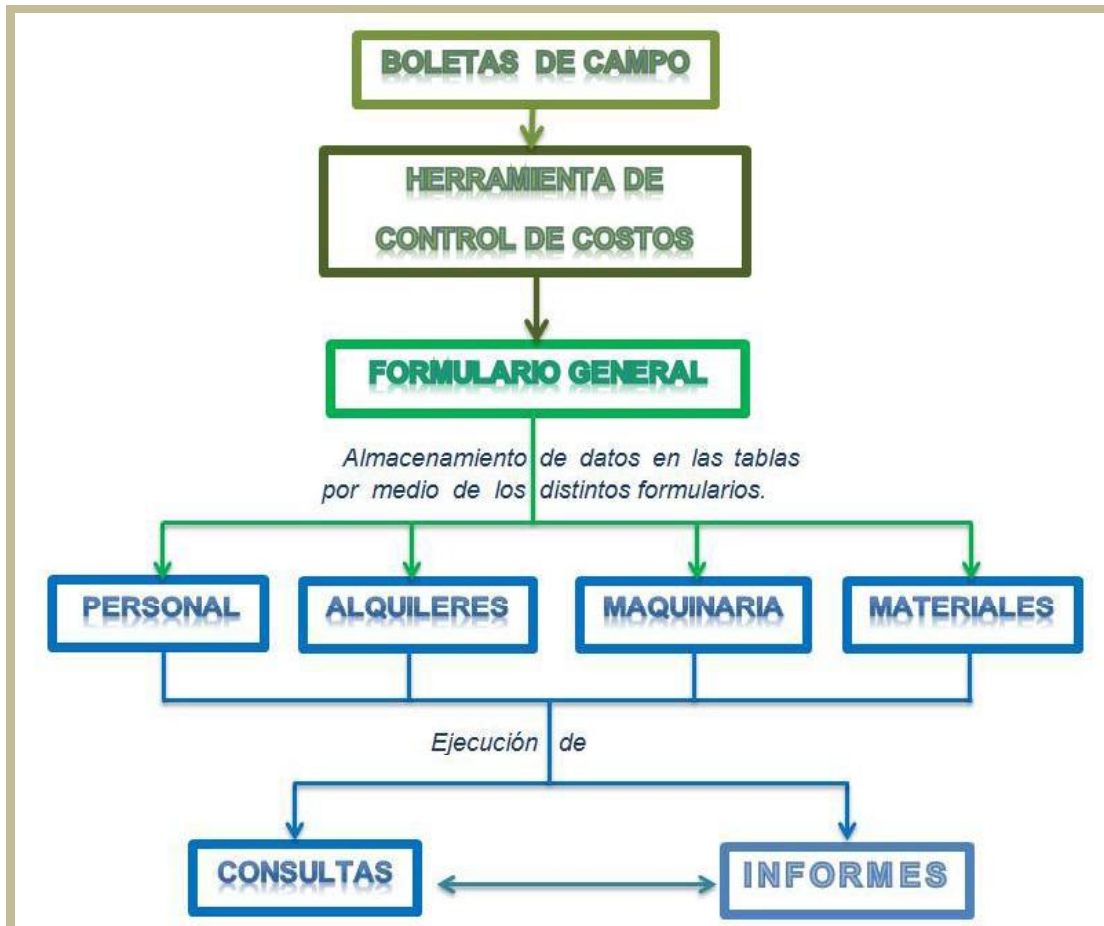 BOLETAS DE CAMPO
HERRAMIENTA DE
CONTROL DE COSTOS
FORMULARIO GENERAL
Almacenamiento de datos en las tablas
por medio de los distintos formularios.
PERSONAL
ALQUILERES
MAQUINARIA
MATERIALES
Ejecución de
CONSULTAS
INFORMES